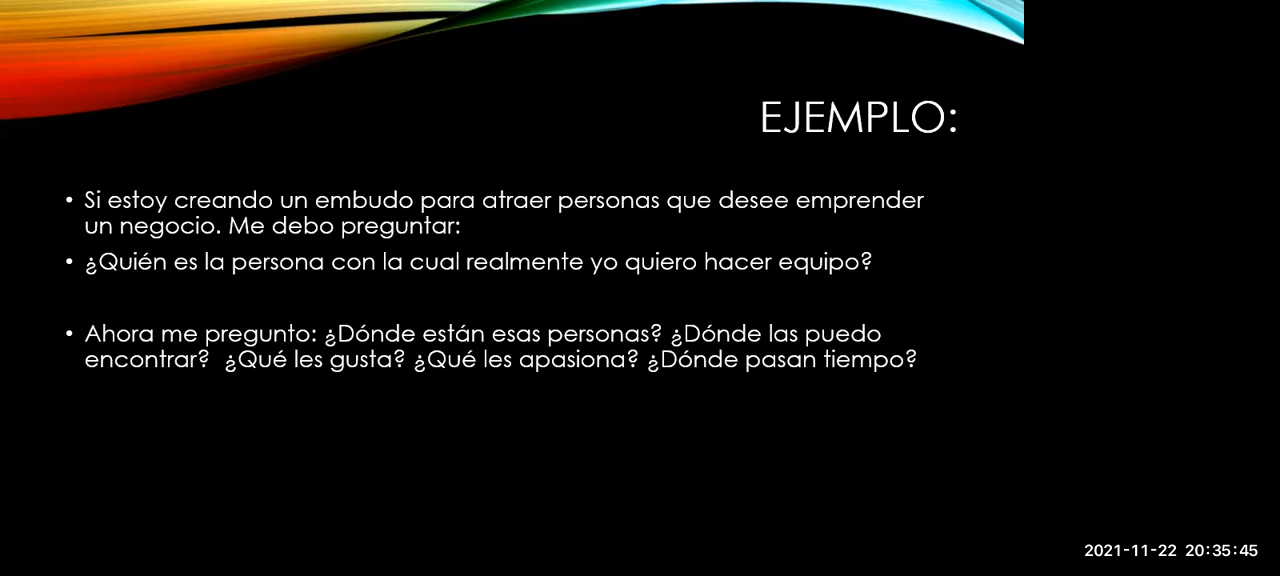 EJEMPLO:
• Si estoy creando un embudo para atraer personas que desee emprender
un negocio. Me debo preguntar:
• ¿Quién es la persona con la cual realmente yo quiero hacer equipo?
• Ahora me pregunto: ¿Dónde están esas personas? ¿Dónde las puedo
encontrar?  ¿Qué les gusta? ¿Qué les apasiona? ¿Dónde pasan tiempo?
2021-11-22 20:35:45